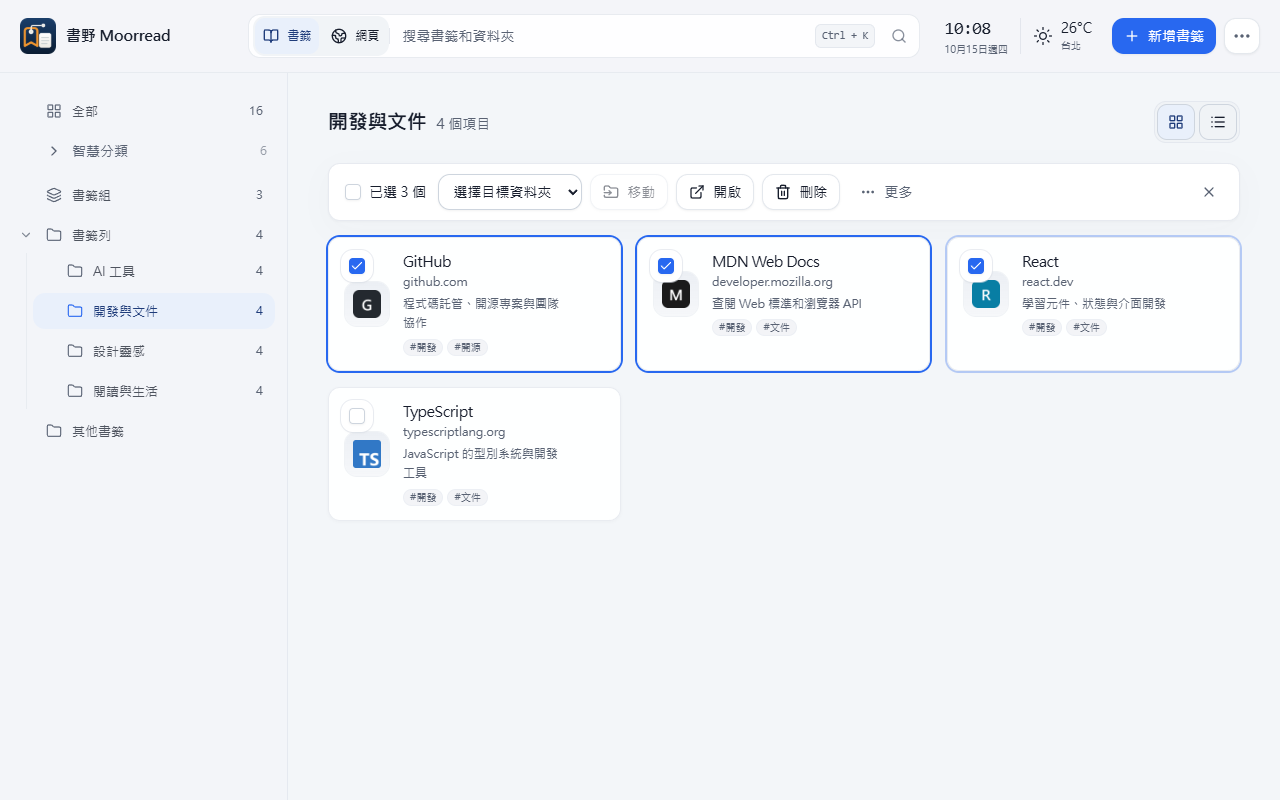 書野 Moorread
書籤
網頁
搜尋書籤和資料夾
Ctrl + K
10:08
10月15日週四
26°C
台北
新增書籤
全部 16
智慧分類 6
書籤組 3
書籤列 4
AI 工具 4
開發與文件 4
設計靈感 4
閱讀與生活 4
其他書籤
開發與文件 4 個項目
已選 3 個
選擇目標資料夾
移動
開啟
刪除
更多
G
GitHub
github.com
程式碼託管、開源專案與團隊
協作
#開發 #開源
M
MDN Web Docs
developer.mozilla.org
查閱 Web 標準和瀏覽器 API
#開發 #文件
R
React
react.dev
學習元件、狀態與介面開發
#開發 #文件
TS
TypeScript
typescriptlang.org
JavaScript 的型別系統與開發
工具
#開發 #文件